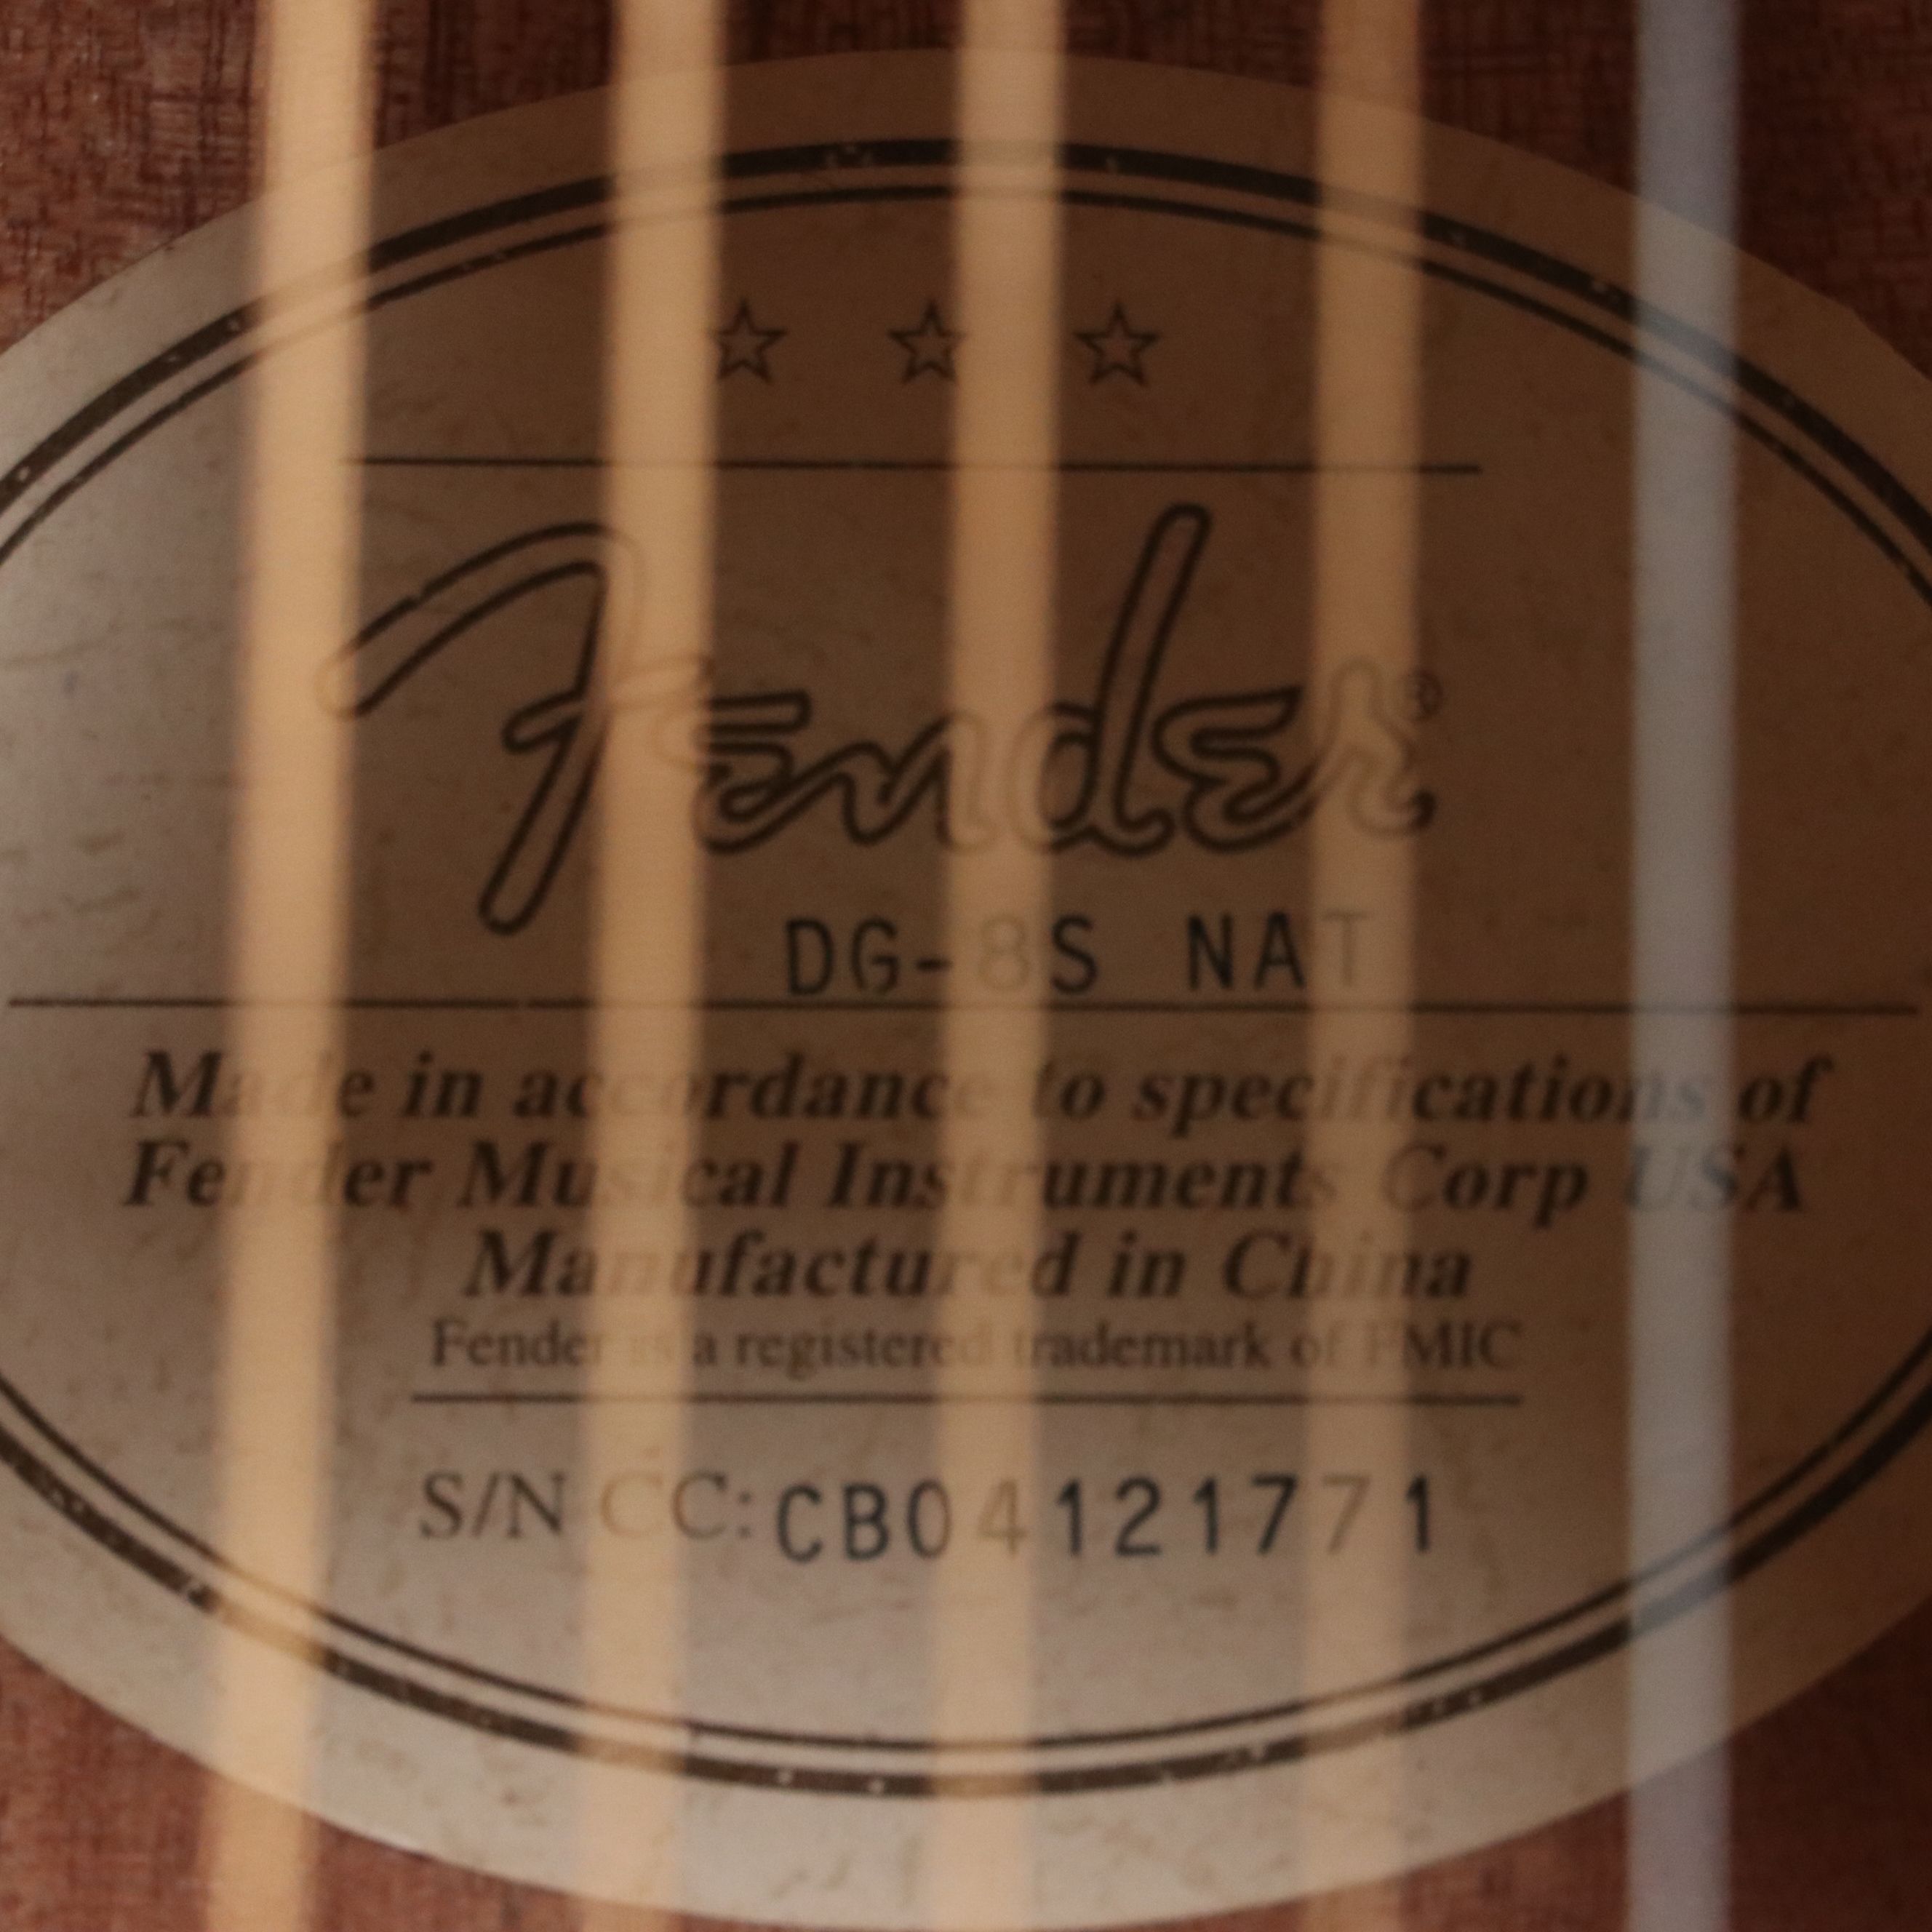 ☆ ☆ ☆
Fender®
DG-8S NAT
Made in accordance to specifications of
Fender Musical Instruments Corp USA
Manufactured in China
Fender is a registered trademark of FMIC
S/N CC: CB04121771